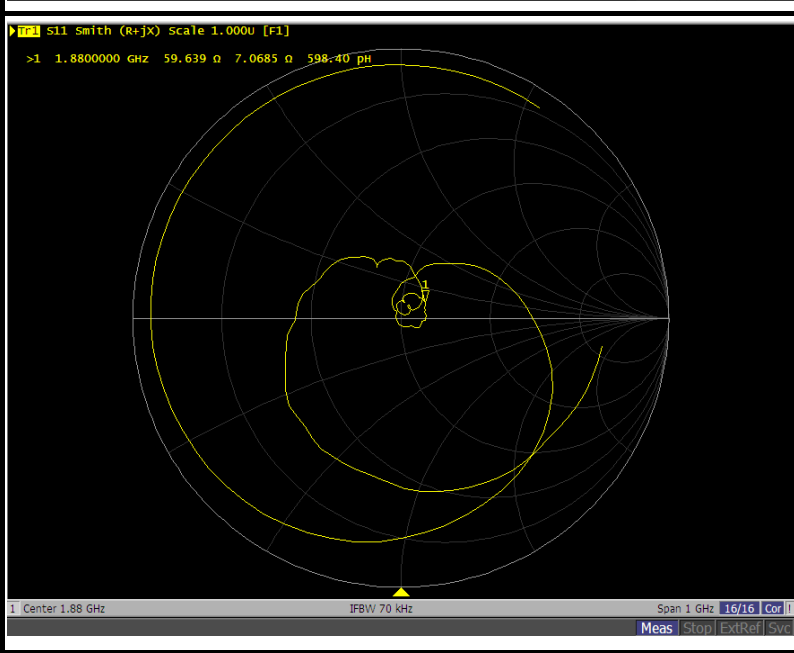 Tr1 S11 Smith (R+jX) Scale 1.000U [F1]
>1 1.8800000 GHz 59.639 Ω 7.0685 Ω 598.40 pH
1
1 Center 1.88 GHz IFBW 70 kHz Span 1 GHz 16/16 Cor !
Meas Stop ExtRef Svc